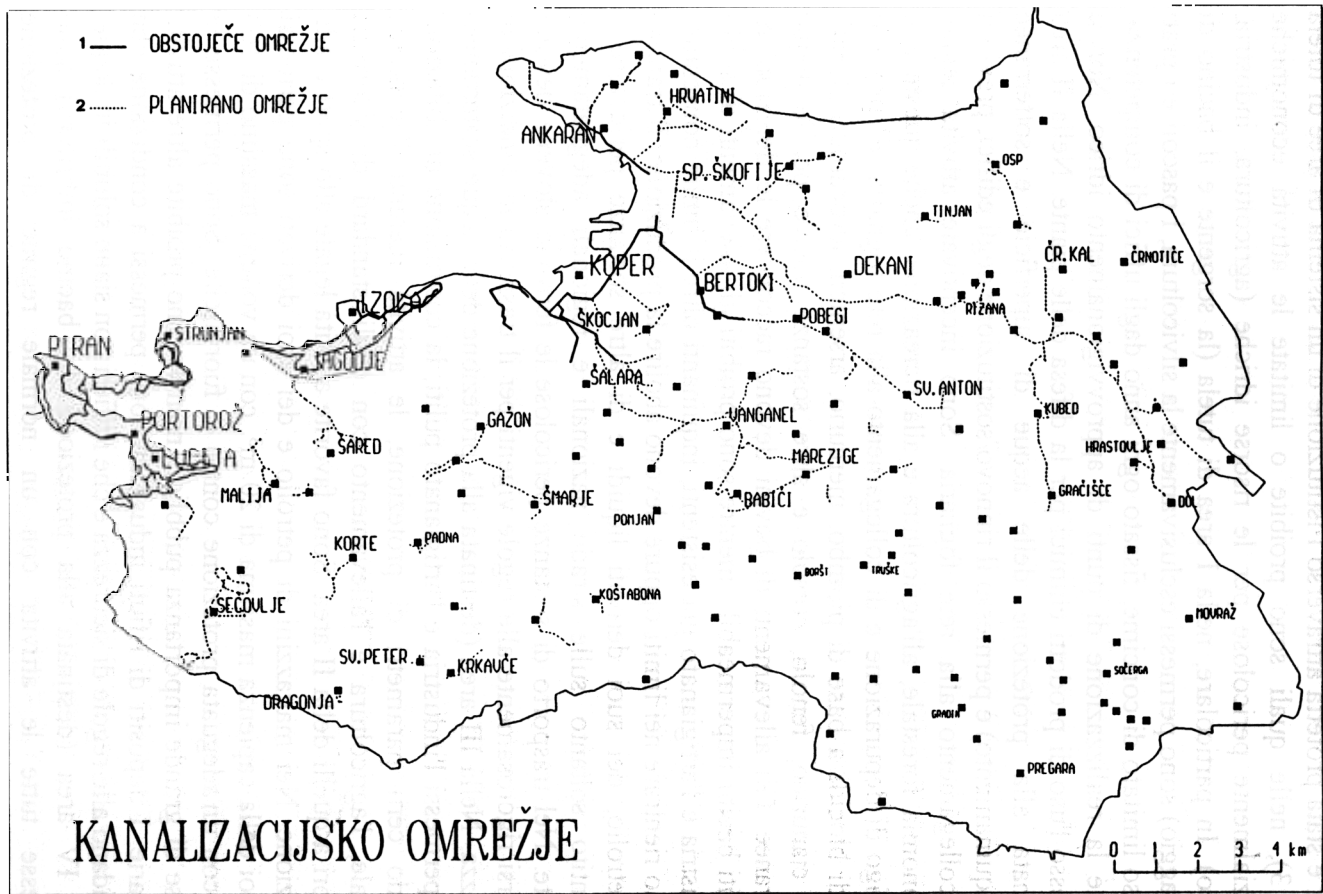 1 OBSTOJEČE OMREŽJE
2 PLANIRANO OMREŽJE
HRVATINI
ANKARAN
SP. ŠKOFIJE
OSP
TINJAN
KOPER
DEKANI
ČR. KAL
ČRNOTIČE
BERTOKI
RIŽANA
IZOLA
ŠKOCJAN
POBEGI
STRUNJAN
PIRAN
JAGODJE
ŠALARA
SV. ANTON
PORTOROŽ
GAŽON
VANGANEL
KUBED
LUCIJA
ŠARED
HRASTOVLJE
MAREZIGE
MALIJA
ŠMARJE
BABIČI
GRAČIŠČE
DOL
POMJAN
KORTE
PADNA
BORŠT
TRUŠKE
SEČOVLJE
KOŠTABONA
MOVRAŽ
SV. PETER
KRKAVČE
SOČERGA
DRAGONJA
GRADIN
PREGARA
KANALIZACIJSKO OMREŽJE
0 1 2 3 4 km